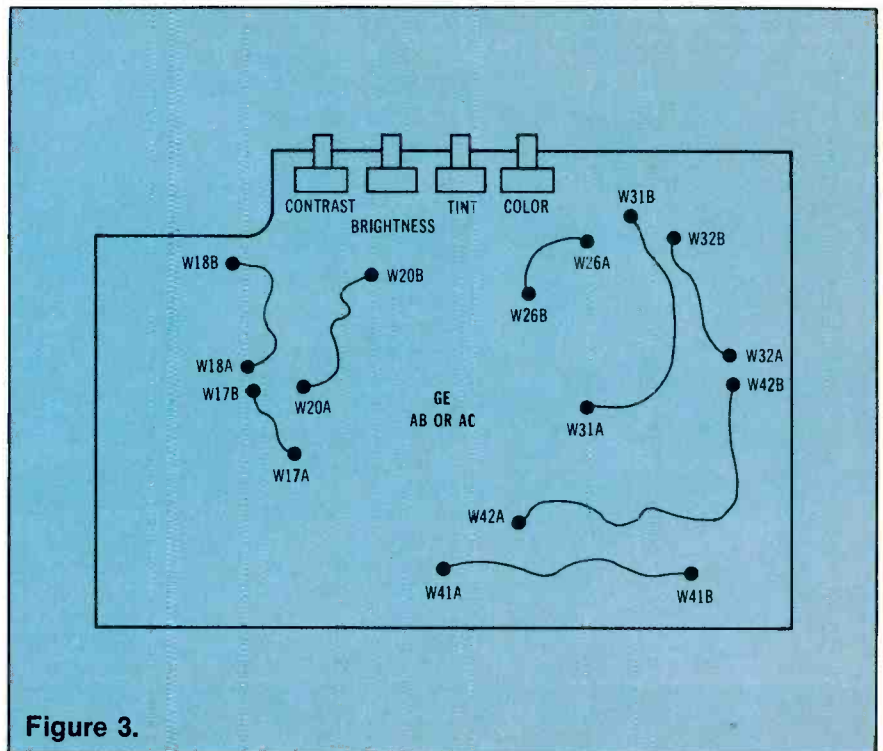 CONTRAST
BRIGHTNESS
TINT
COLOR
W31B
W32B
W18B
W20B
W26A
W26B
W18A
W17B
W20A
W32A
W42B
GE
AB OR AC
W31A
W17A
W42A
W41A
W41B
Figure 3.